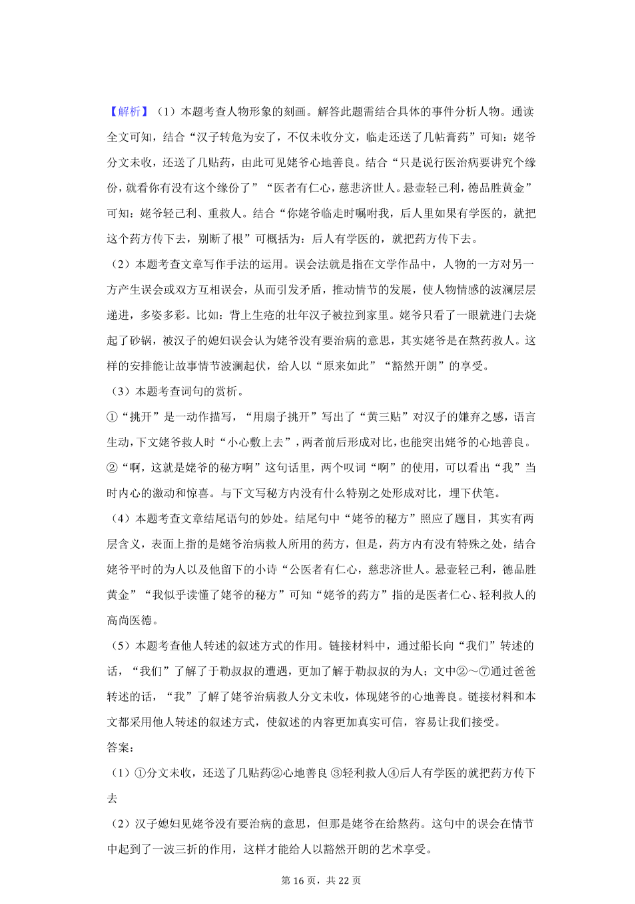 【解析】（1）本题考查人物形象的刻画。解答此题需结合具体的事件分析人物。通读
全文可知，结合“汉子转危为安了，不仅未收分文，临走还送了几帖膏药”可知：姥爷
分文未收，还送了几贴药，由此可见姥爷心地善良。结合“只是说行医治病要讲究个缘
份，就看你有没有这个缘份了”“医者有仁心，慈悲济世人。悬壶轻己利，德品胜黄金”
可知：姥爷轻己利、重救人。结合“你姥爷临走时嘱咐我，后人里如果有学医的，就把
这个药方传下去，别断了根”可概括为：后人有学医的，就把药方传下去。
（2）本题考查文章写作手法的运用。误会法就是指在文学作品中，人物的一方对另一
方产生误会或双方互相误会，从而引发矛盾，推动情节的发展，使人物情感的波澜层层
递进，多姿多彩。比如：背上生疮的壮年汉子被拉到家里。姥爷只看了一眼就进门去烧
起了砂锅，被汉子的媳妇误会认为姥爷没有要治病的意思，其实姥爷是在熬药救人。这
样的安排能让故事情节波澜起伏，给人以“原来如此”“豁然开朗”的享受。
（3）本题考查词句的赏析。
①“挑开”是一动作描写，“用扇子挑开”写出了“黄三贴”对汉子的嫌弃之感，语言
生动，下文姥爷救人时“小心敷上去”，两者前后形成对比，也能突出姥爷的心地善良。
②“啊，这就是姥爷的秘方啊”这句话里，两个叹词“啊”的使用，可以看出“我”当
时内心的激动和惊喜。与下文写秘方内没有什么特别之处形成对比，埋下伏笔。
（4）本题考查文章结尾语句的妙处。结尾句中“姥爷的秘方”照应了题目，其实有两
层含义，表面上指的是姥爷治病救人所用的药方，但是，药方内有没有特殊之处，结合
姥爷平时的为人以及他留下的小诗“公医者有仁心，慈悲济世人。悬壶轻己利，德品胜
黄金”“我似乎读懂了姥爷的秘方”可知“姥爷的药方”指的是医者仁心、轻利救人的
高尚医德。
（5）本题考查他人转述的叙述方式的作用。链接材料中，通过船长向“我们”转述的
话，“我们”了解了于勒叔叔的遭遇，更加了解于勒叔叔的为人；文中②～⑦通过爸爸
转述的话，“我”了解了姥爷治病救人分文未收，体现姥爷的心地善良。链接材料和本
文都采用他人转述的叙述方式，使叙述的内容更加真实可信，容易让我们接受。
答案：
（1）①分文未收，还送了几贴药②心地善良 ③轻利救人④后人有学医的就把药方传下
去
（2）汉子媳妇见姥爷没有要治病的意思，但那是姥爷在给熬药。这句中的误会在情节
中起到了一波三折的作用，这样才能给人以豁然开朗的艺术享受。
第 16 页，共 22 页